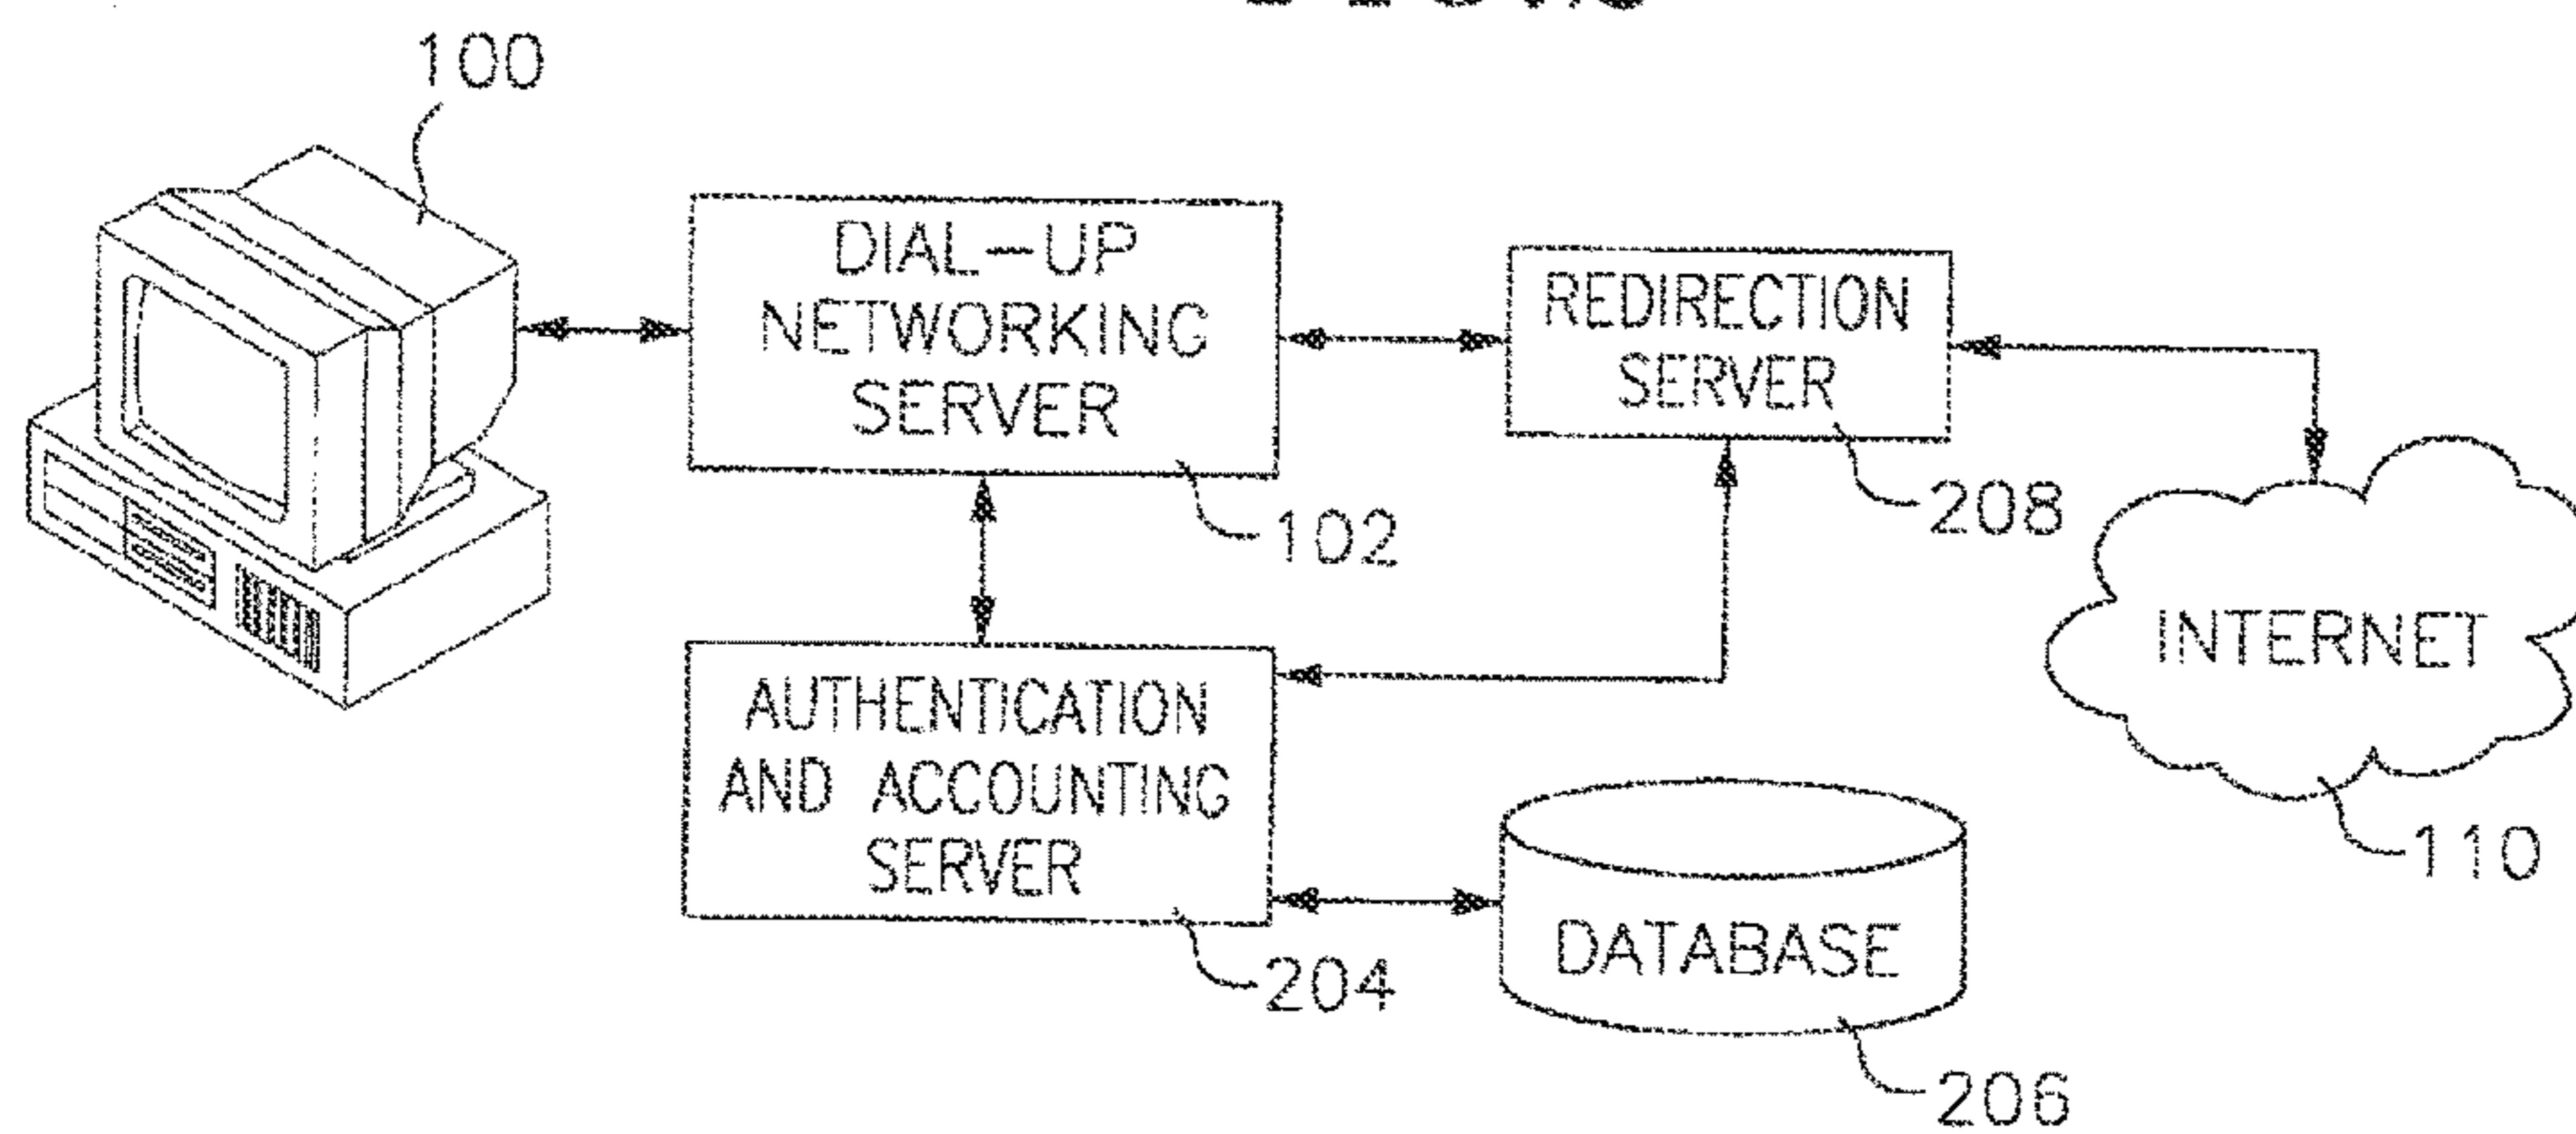 100
DIAL-UP
NETWORKING
SERVER
102
REDIRECTION
SERVER
208
INTERNET
110
AUTHENTICATION
AND ACCOUNTING
SERVER
204
DATABASE
206